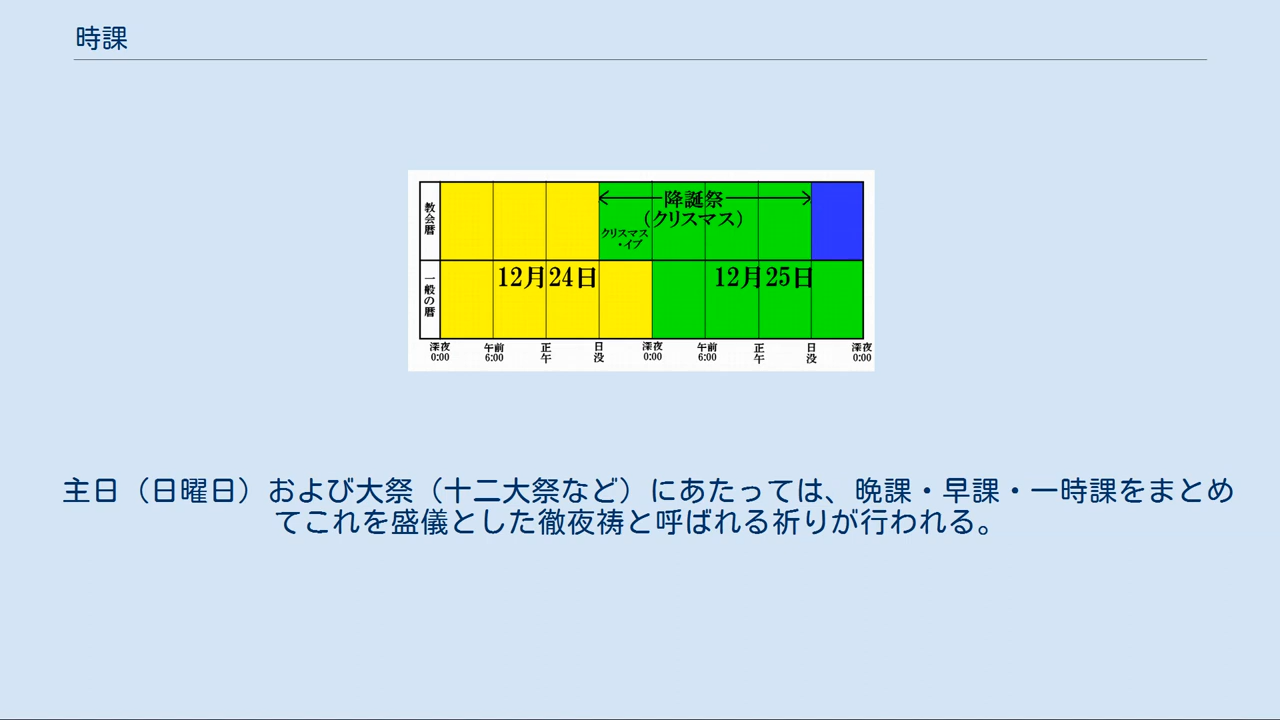 時課
教会暦
降誕祭
（クリスマス）
クリスマス
・イブ
一般の暦
12月24日
12月25日
深夜 午前 正 日 深夜 午前 正 日 深夜
0:00 6:00 午 没 0:00 6:00 午 没 0:00
主日（日曜日）および大祭（十二大祭など）にあたっては、晩課・早課・一時課をまとめ
てこれを盛儀とした徹夜祷と呼ばれる祈りが行われる。